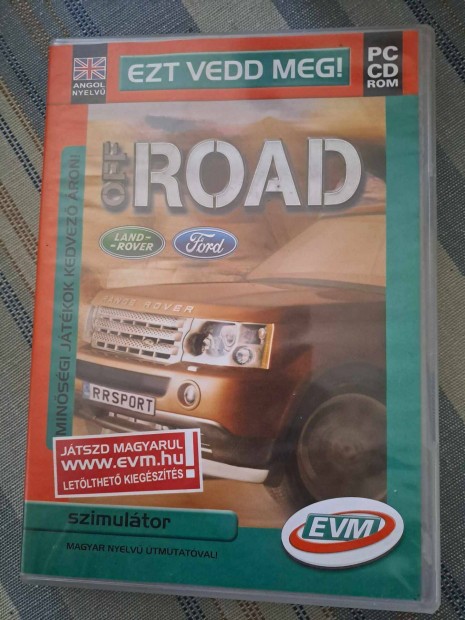 ANGOL
NYELVŰ
EZT VEDD MEG!
PC
CD
ROM
MINŐSÉGI JÁTÉKOK KEDVEZŐ ÁRON!
OFF
ROAD
LAND-
-ROVER
Ford
RANGE ROVER
RRSPORT
JÁTSZD MAGYARUL
www.evm.hu
LETÖLTHETŐ KIEGÉSZÍTÉS
!
szimulátor
EVM
MAGYAR NYELVŰ ÚTMUTATÓVAL!